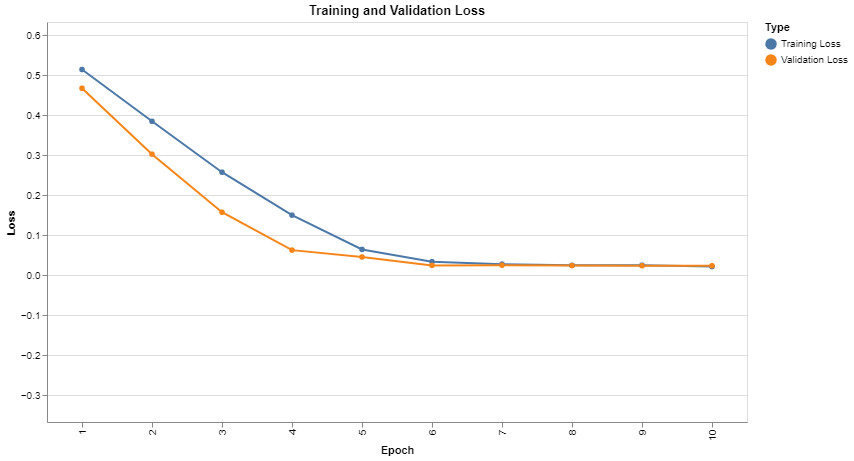 Training and Validation Loss
Type
Training Loss
Validation Loss
Loss
0.6
0.5
0.4
0.3
0.2
0.1
0.0
−0.1
−0.2
−0.3
1 2 3 4 5 6 7 8 9 10
Epoch